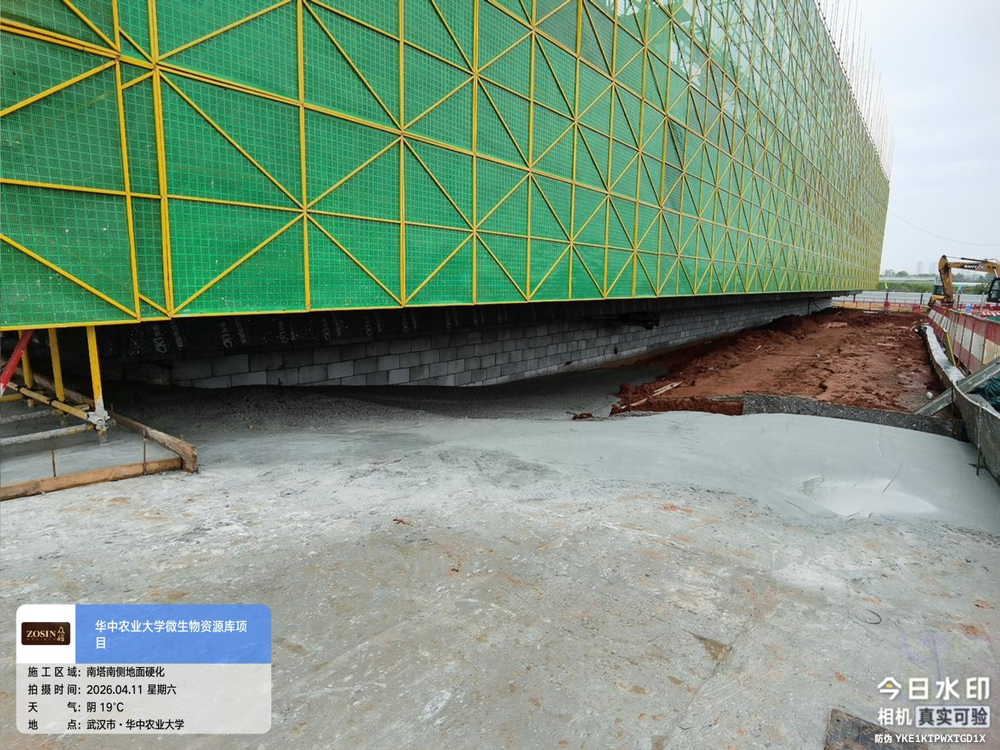 SANY
ZOSIN
众信
华中农业大学微生物资源库项
目
施工区域：南塔南侧地面硬化
拍摄时间：2026.04.11 星期六
天气：阴 19℃
地点：武汉市·华中农业大学
今日水印
相机 真实可验
防伪 YKE1KTPWXTGD1X